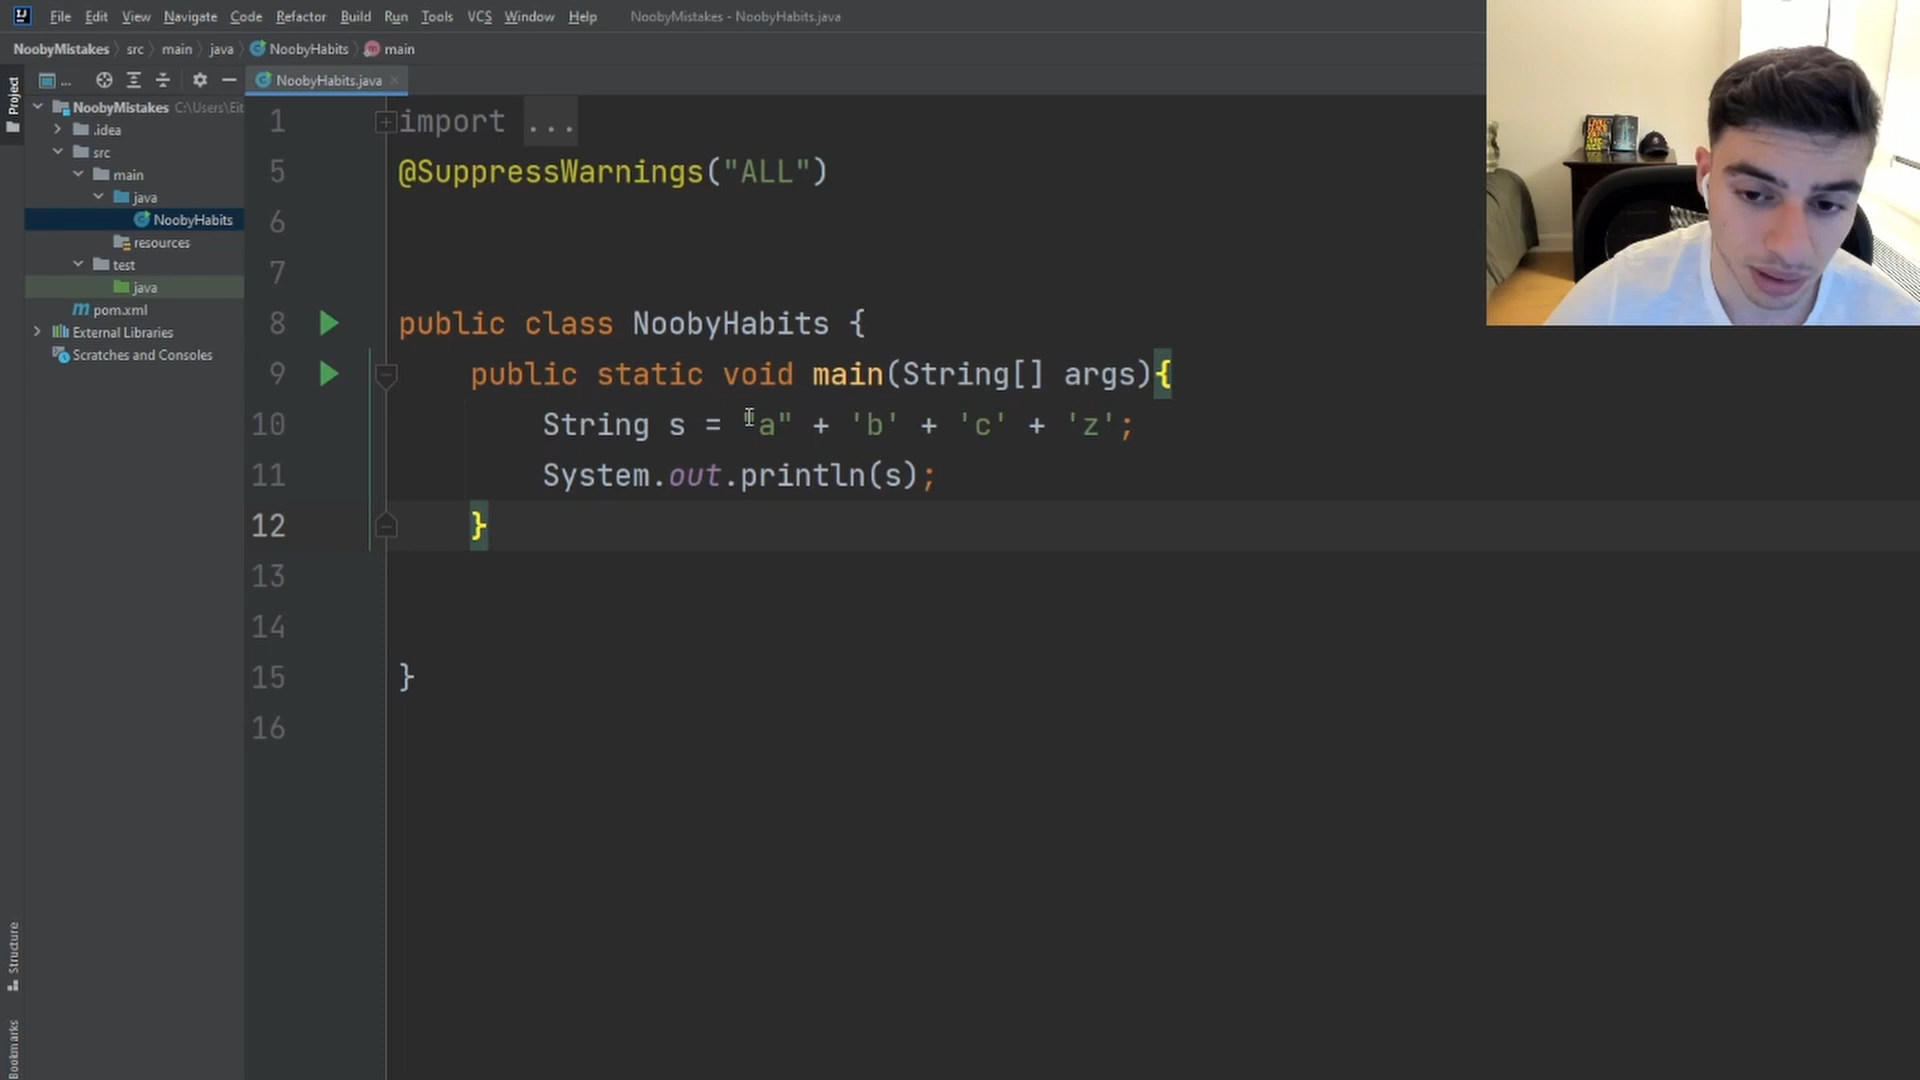 File Edit View Navigate Code Refactor Build Run Tools VCS Window Help NoobyMistakes - NoobyHabits.java
NoobyMistakes src main java NoobyHabits main
Project
...
NoobyHabits.java
NoobyMistakes C:\Users\Eit
.idea
src
main
java
NoobyHabits
resources
test
java
pom.xml
External Libraries
Scratches and Consoles
Structure
Bookmarks
1 import ...
5 @SuppressWarnings("ALL")
6
7
8 public class NoobyHabits {
9 public static void main(String[] args){
10 String s = "a" + 'b' + 'c' + 'z';
11 System.out.println(s);
12 }
13
14
15 }
16